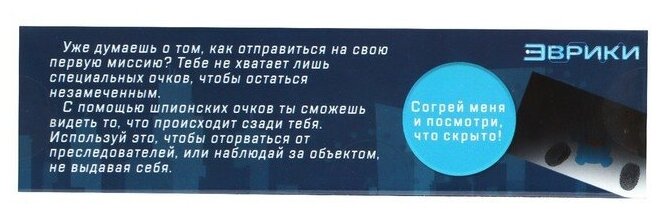 Уже думаешь о том, как отправиться на свою
первую миссию? Тебе не хватает лишь
специальных очков, чтобы остаться
незамеченным.
С помощью шпионских очков ты сможешь
видеть то, что происходит сзади тебя.
Используй это, чтобы оторваться от
преследователей, или наблюдай за объектом,
не выдавая себя.
ЭВРИКИ
Согрей меня
и посмотри,
что скрыто!